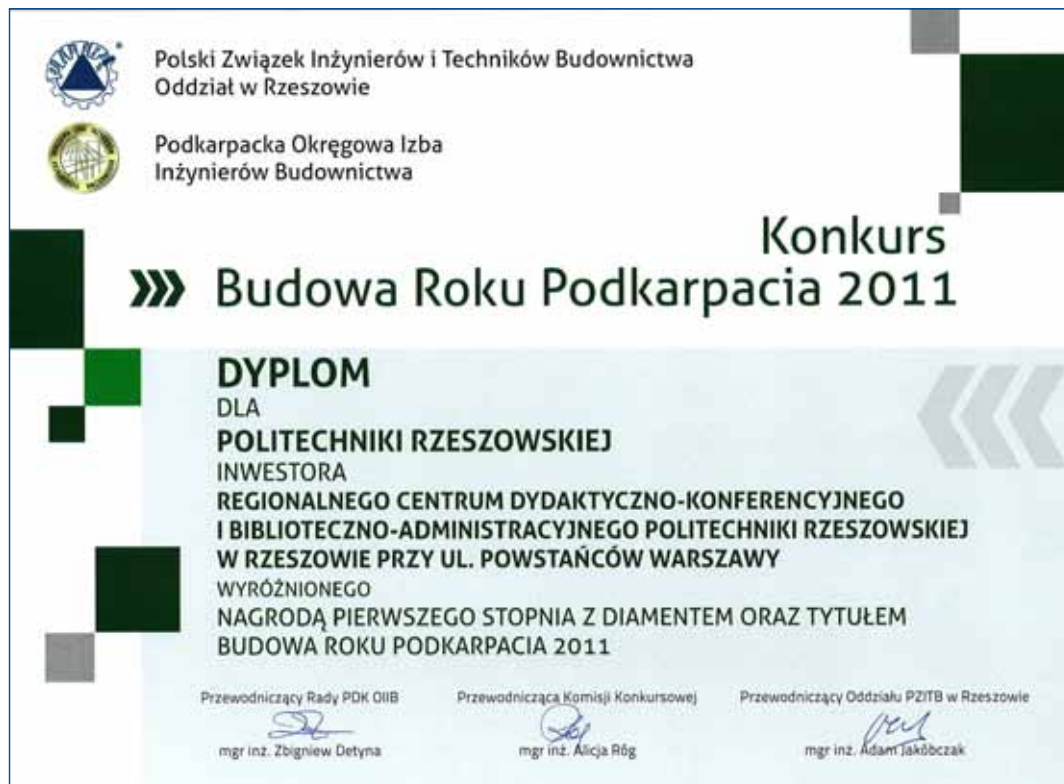 Polski Związek Inżynierów i Techników Budownictwa
Oddział w Rzeszowie
Podkarpacka Okręgowa Izba
Inżynierów Budownictwa
Konkurs
Budowa Roku Podkarpacia 2011
DYPLOM
DLA
POLITECHNIKI RZESZOWSKIEJ
INWESTORA
REGIONALNEGO CENTRUM DYDAKTYCZNO-KONFERENCYJNEGO
I BIBLIOTECZNO-ADMINISTRACYJNEGO POLITECHNIKI RZESZOWSKIEJ
W RZESZOWIE PRZY UL. POWSTAŃCÓW WARSZAWY
WYRÓŻNIONEGO
NAGRODĄ PIERWSZEGO STOPNIA Z DIAMENTEM ORAZ TYTUŁEM
BUDOWA ROKU PODKARPACIA 2011
Przewodniczący Rady PDK OIIB
mgr inż. Zbigniew Detyna
Przewodnicząca Komisji Konkursowej
mgr inż. Alicja Róg
Przewodniczący Oddziału PZITB w Rzeszowie
mgr inż. Adam Jakóbczak